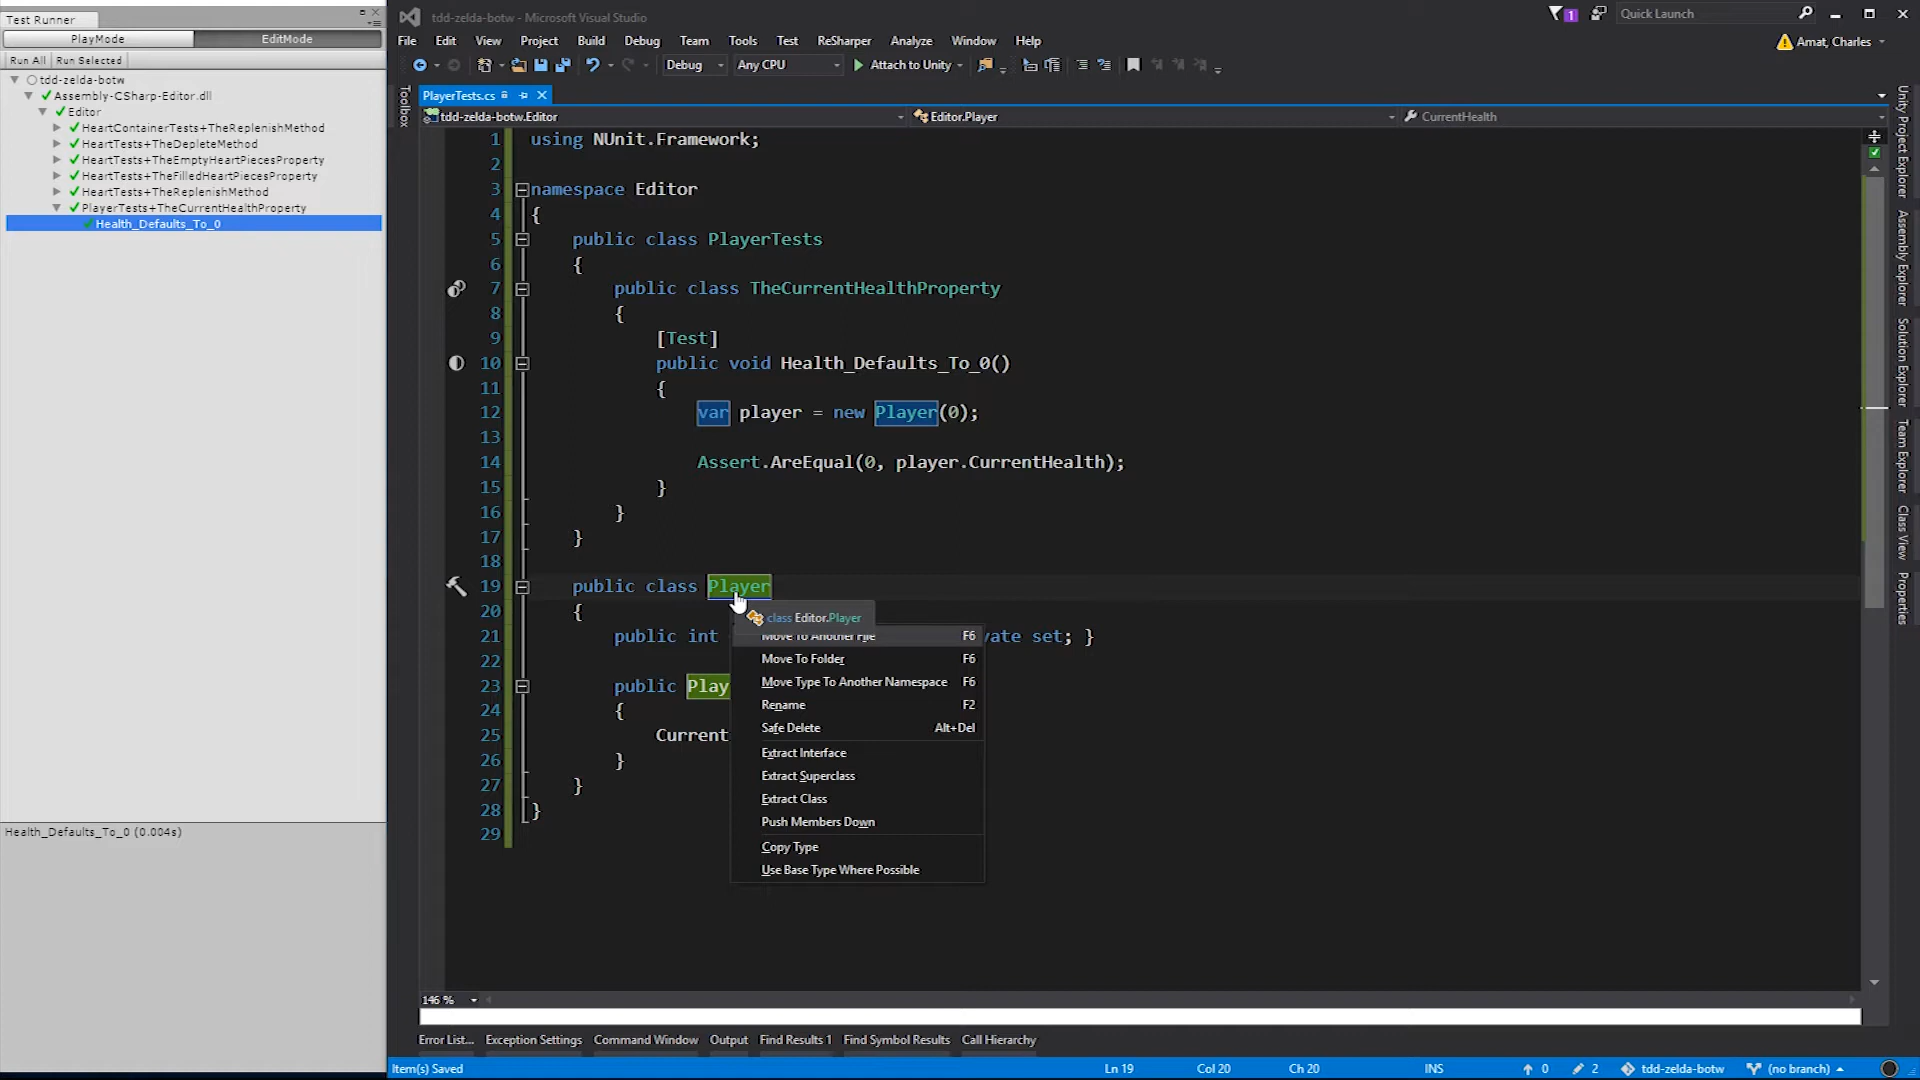 Test Runner
PlayMode
EditMode
Run All Run Selected
tdd-zelda-botw
Assembly-CSharp-Editor.dll
Editor
HeartContainerTests+TheReplenishMethod
HeartTests+TheDepleteMethod
HeartTests+TheEmptyHeartPiecesProperty
HeartTests+TheFilledHeartPiecesProperty
HeartTests+TheReplenishMethod
PlayerTests+TheCurrentHealthProperty
Health_Defaults_To_0
Health_Defaults_To_0 (0.004s)
tdd-zelda-botw - Microsoft Visual Studio
1
Quick Launch
File Edit View Project Build Debug Team Tools Test ReSharper Analyze Window Help
Amat, Charles
Debug Any CPU Attach to Unity
Toolbox
PlayerTests.cs
tdd-zelda-botw.Editor
Editor.Player
CurrentHealth
1 using NUnit.Framework;
2
3 namespace Editor
4 {
5 public class PlayerTests
6 {
7 public class TheCurrentHealthProperty
8 {
9 [Test]
10 public void Health_Defaults_To_0()
11 {
12 var player = new Player(0);
13
14 Assert.AreEqual(0, player.CurrentHealth);
15 }
16 }
17 }
18
19 public class Player
20 {
21 public int vate set; }
22
23 public Play
24 {
25 Current
26 }
27 }
28 }
29
class Editor.Player
Move To Another File F6
Move To Folder F6
Move Type To Another Namespace F6
Rename F2
Safe Delete Alt+Del
Extract Interface
Extract Superclass
Extract Class
Push Members Down
Copy Type
Use Base Type Where Possible
Unity Project Explorer
Assembly Explorer
Solution Explorer
Team Explorer
Class View
Properties
146 %
Error List... Exception Settings Command Window Output Find Results 1 Find Symbol Results Call Hierarchy
Item(s) Saved
Ln 19 Col 20 Ch 20 INS 0 2 tdd-zelda-botw (no branch)